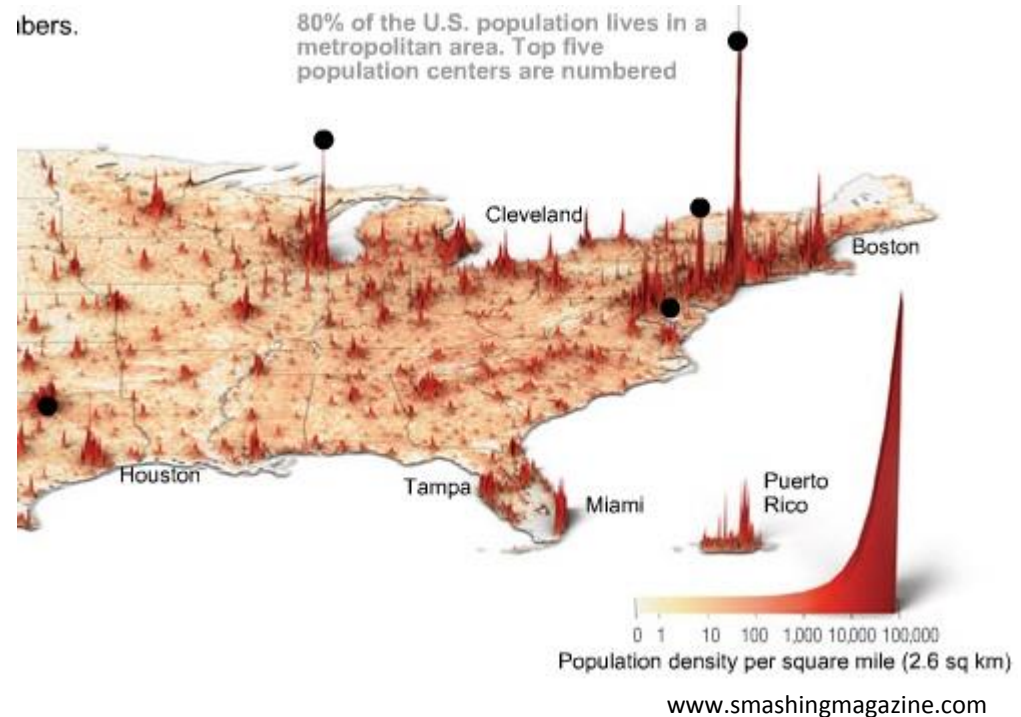 ibers.
80% of the U.S. population lives in a
metropolitan area. Top five
population centers are numbered
Cleveland
Boston
Houston
Tampa
Miami
Puerto
Rico
0 1 10 100 1,000 10,000 100,000
Population density per square mile (2.6 sq km)
www.smashingmagazine.com